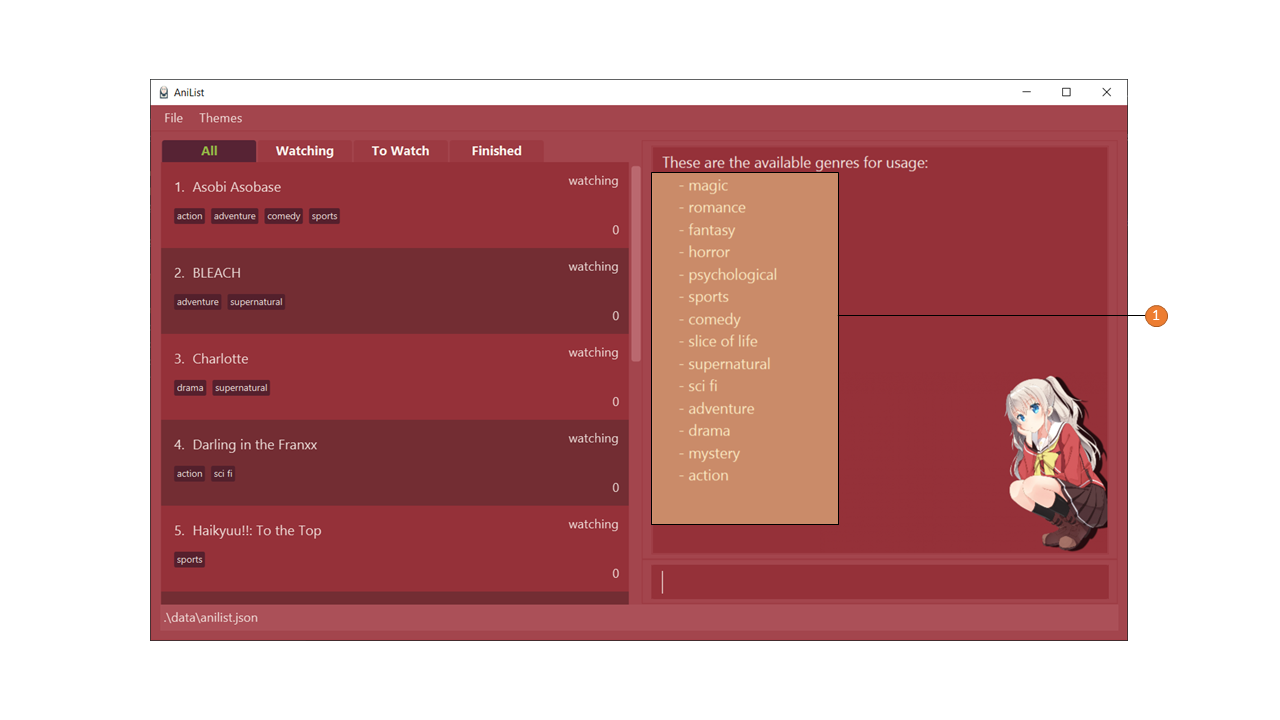 AniList
File Themes
All Watching To Watch Finished
1. Asobi Asobase watching
action adventure comedy sports
0
2. BLEACH watching
adventure supernatural
0
3. Charlotte watching
drama supernatural
0
4. Darling in the Franxx watching
action sci fi
0
5. Haikyuu!!: To the Top watching
sports
0
These are the available genres for usage:
- magic
- romance
- fantasy
- horror
- psychological
- sports
- comedy
- slice of life
- supernatural
- sci fi
- adventure
- drama
- mystery
- action
1
.\data\anilist.json